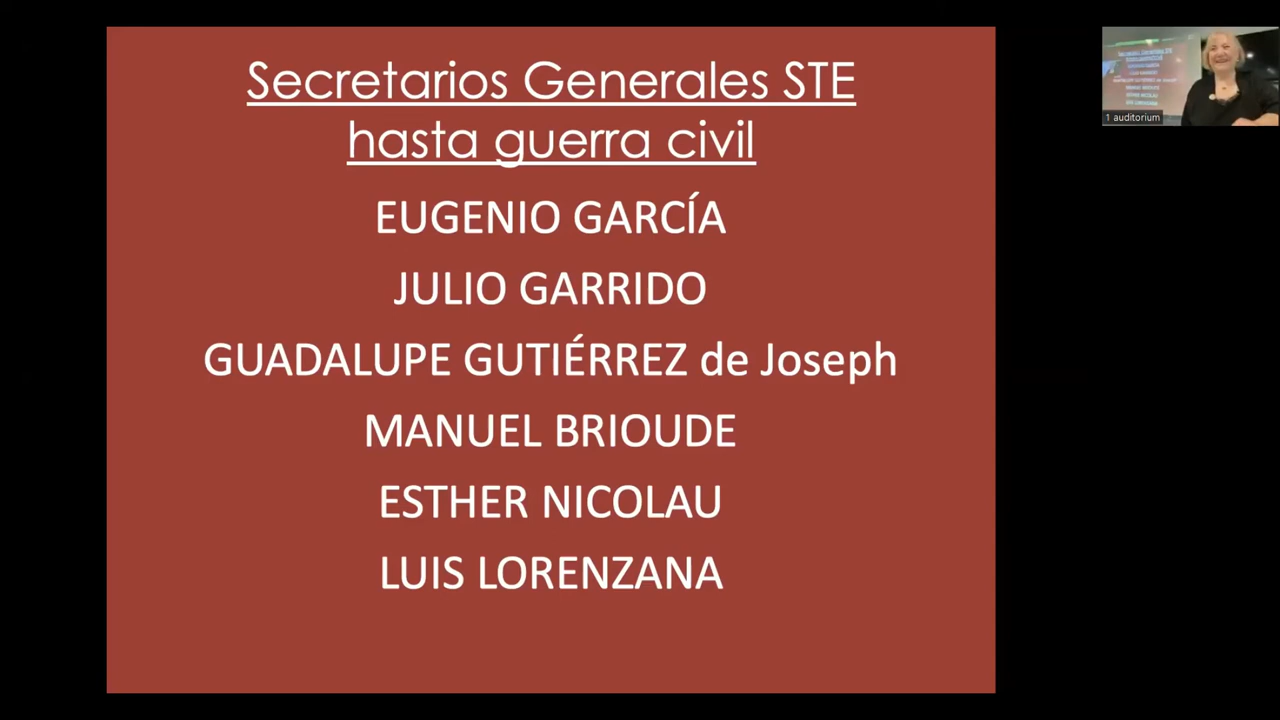 Secretarios Generales STE
hasta guerra civil
EUGENIO GARCÍA
JULIO GARRIDO
GUADALUPE GUTIÉRREZ de Joseph
MANUEL BRIOUDE
ESTHER NICOLAU
LUIS LORENZANA
1 auditorium